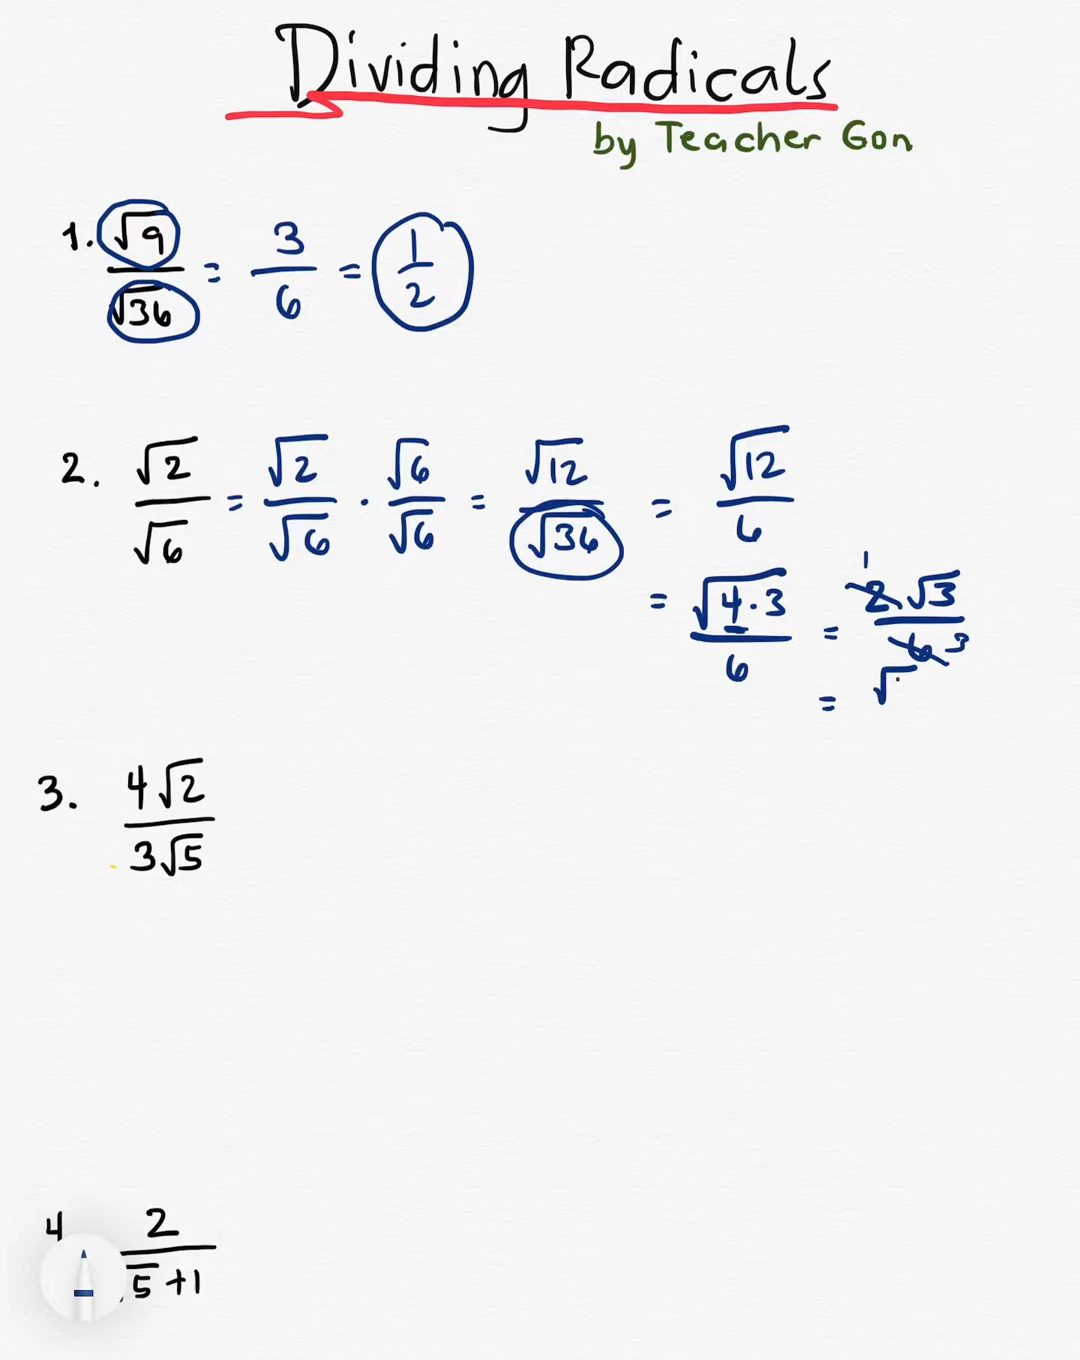 Dividing Radicals
by Teacher Gon
1. √9/√36 = 3/6 = 1/2
2. √2/√6 = √2/√6 · √6/√6 = √12/√36 = √12/6
= √(4·3)/6 = 1 2√3/6 3
= √
3. 4√2/3√5
4 2/√5+1